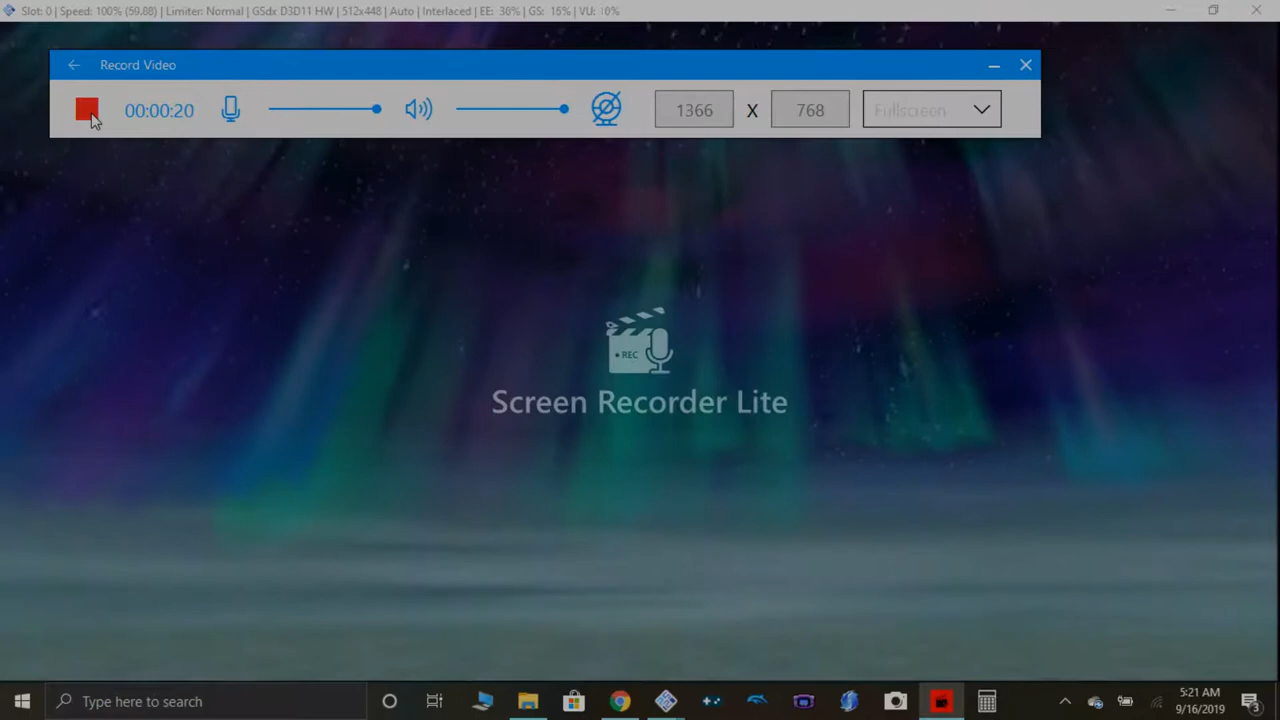 Slot: 0 | Speed: 100% (59.88) | Limiter: Normal | GSdx D3D11 HW | 512x448 | Auto | Interlaced | EE: 36% | GS: 15% | VU: 0%
Record Video
00:00:20
1366 X 768 Fullscreen
REC
Screen Recorder Lite
Type here to search
5:21 AM
9/16/2019
3